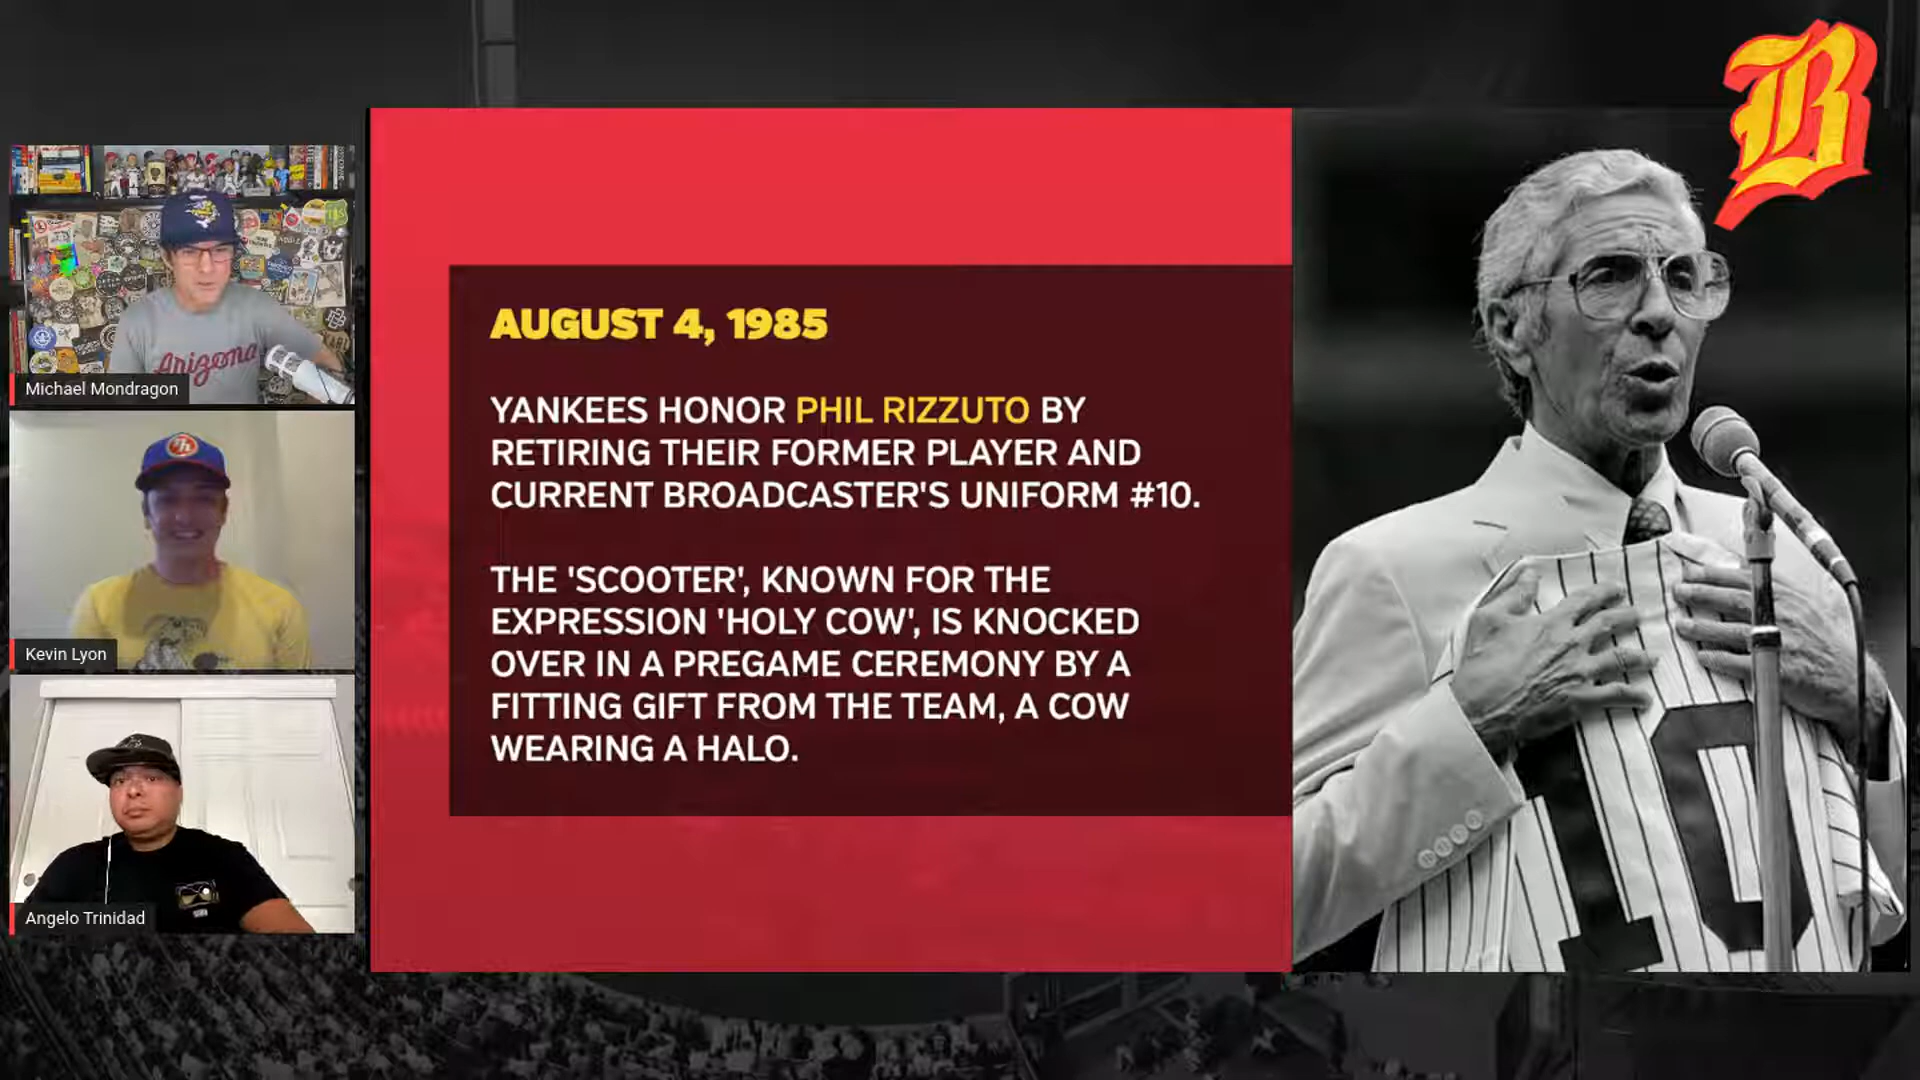 B
Arizona
Michael Mondragon
Kevin Lyon
Angelo Trinidad
AUGUST 4, 1985
YANKEES HONOR PHIL RIZZUTO BY
RETIRING THEIR FORMER PLAYER AND
CURRENT BROADCASTER'S UNIFORM #10.
THE 'SCOOTER', KNOWN FOR THE
EXPRESSION 'HOLY COW', IS KNOCKED
OVER IN A PREGAME CEREMONY BY A
FITTING GIFT FROM THE TEAM, A COW
WEARING A HALO.
10